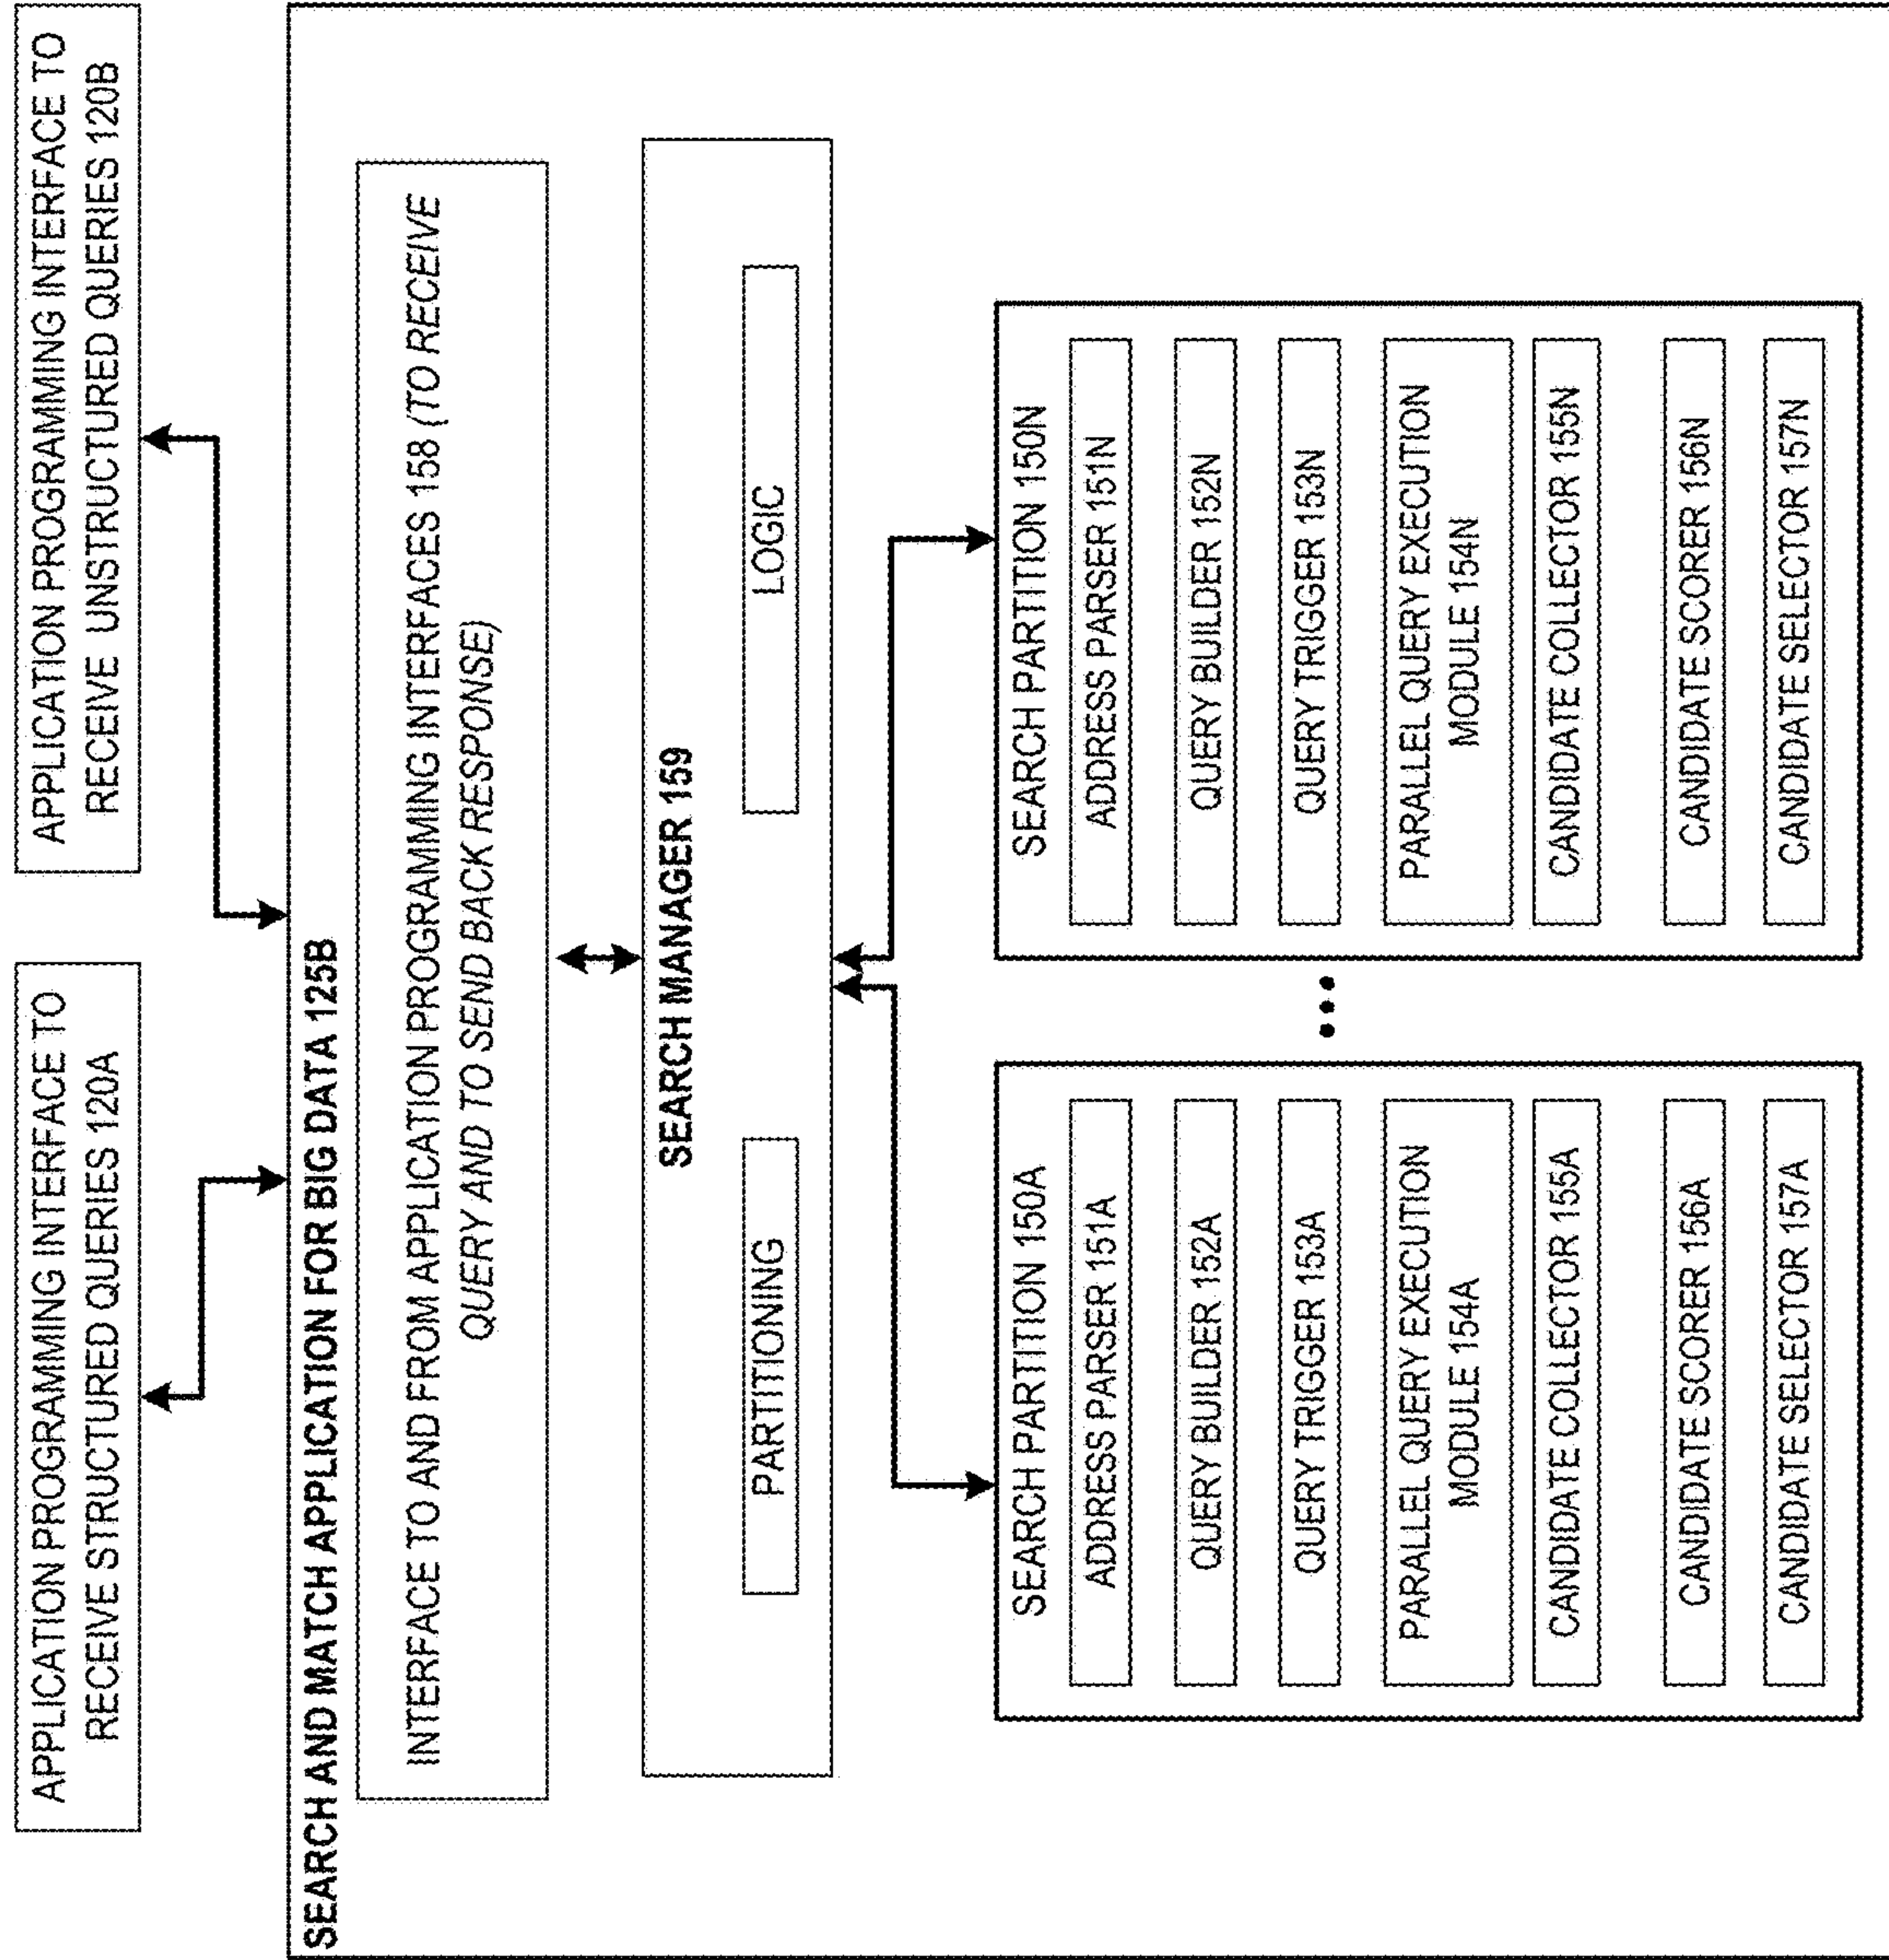 APPLICATION PROGRAMMING INTERFACE TO
RECEIVE STRUCTURED QUERIES 120A
APPLICATION PROGRAMMING INTERFACE TO
RECEIVE UNSTRUCTURED QUERIES 120B
SEARCH AND MATCH APPLICATION FOR BIG DATA 125B
INTERFACE TO AND FROM APPLICATION PROGRAMMING INTERFACES 158 (TO RECEIVE
QUERY AND TO SEND BACK RESPONSE)
SEARCH MANAGER 159
PARTITIONING
LOGIC
SEARCH PARTITION 150A
ADDRESS PARSER 151A
QUERY BUILDER 152A
QUERY TRIGGER 153A
PARALLEL QUERY EXECUTION
MODULE 154A
CANDIDATE COLLECTOR 155A
CANDIDATE SCORER 156A
CANDIDATE SELECTOR 157A
...
SEARCH PARTITION 150N
ADDRESS PARSER 151N
QUERY BUILDER 152N
QUERY TRIGGER 153N
PARALLEL QUERY EXECUTION
MODULE 154N
CANDIDATE COLLECTOR 155N
CANDIDATE SCORER 156N
CANDIDATE SELECTOR 157N